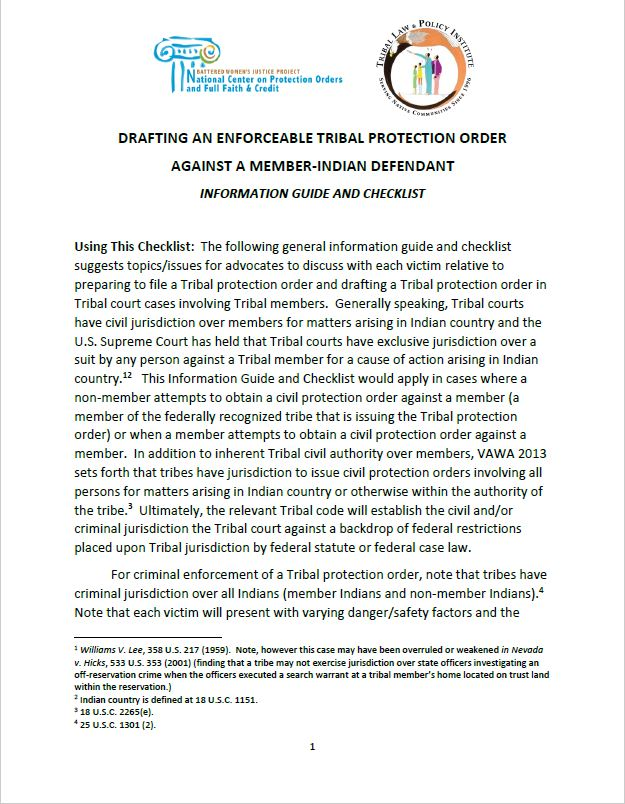 BATTERED WOMEN'S JUSTICE PROJECT
National Center on Protection Orders
and Full Faith & Credit
TRIBAL LAW & POLICY INSTITUTE
SERVING NATIVE COMMUNITIES SINCE 1996
DRAFTING AN ENFORCEABLE TRIBAL PROTECTION ORDER
AGAINST A MEMBER-INDIAN DEFENDANT
INFORMATION GUIDE AND CHECKLIST
Using This Checklist: The following general information guide and checklist
suggests topics/issues for advocates to discuss with each victim relative to
preparing to file a Tribal protection order and drafting a Tribal protection order in
Tribal court cases involving Tribal members. Generally speaking, Tribal courts
have civil jurisdiction over members for matters arising in Indian country and the
U.S. Supreme Court has held that Tribal courts have exclusive jurisdiction over a
suit by any person against a Tribal member for a cause of action arising in Indian
country.12 This Information Guide and Checklist would apply in cases where a
non-member attempts to obtain a civil protection order against a member (a
member of the federally recognized tribe that is issuing the Tribal protection
order) or when a member attempts to obtain a civil protection order against a
member. In addition to inherent Tribal civil authority over members, VAWA 2013
sets forth that tribes have jurisdiction to issue civil protection orders involving all
persons for matters arising in Indian country or otherwise within the authority of
the tribe.3 Ultimately, the relevant Tribal code will establish the civil and/or
criminal jurisdiction the Tribal court against a backdrop of federal restrictions
placed upon Tribal jurisdiction by federal statute or federal case law.
For criminal enforcement of a Tribal protection order, note that tribes have
criminal jurisdiction over all Indians (member Indians and non-member Indians).4
Note that each victim will present with varying danger/safety factors and the
1 Williams V. Lee, 358 U.S. 217 (1959). Note, however this case may have been overruled or weakened in Nevada
v. Hicks, 533 U.S. 353 (2001) (finding that a tribe may not exercise jurisdiction over state officers investigating an
off-reservation crime when the officers executed a search warrant at a tribal member's home located on trust land
within the reservation.)
2 Indian country is defined at 18 U.S.C. 1151.
3 18 U.S.C. 2265(e).
4 25 U.S.C. 1301 (2).
1